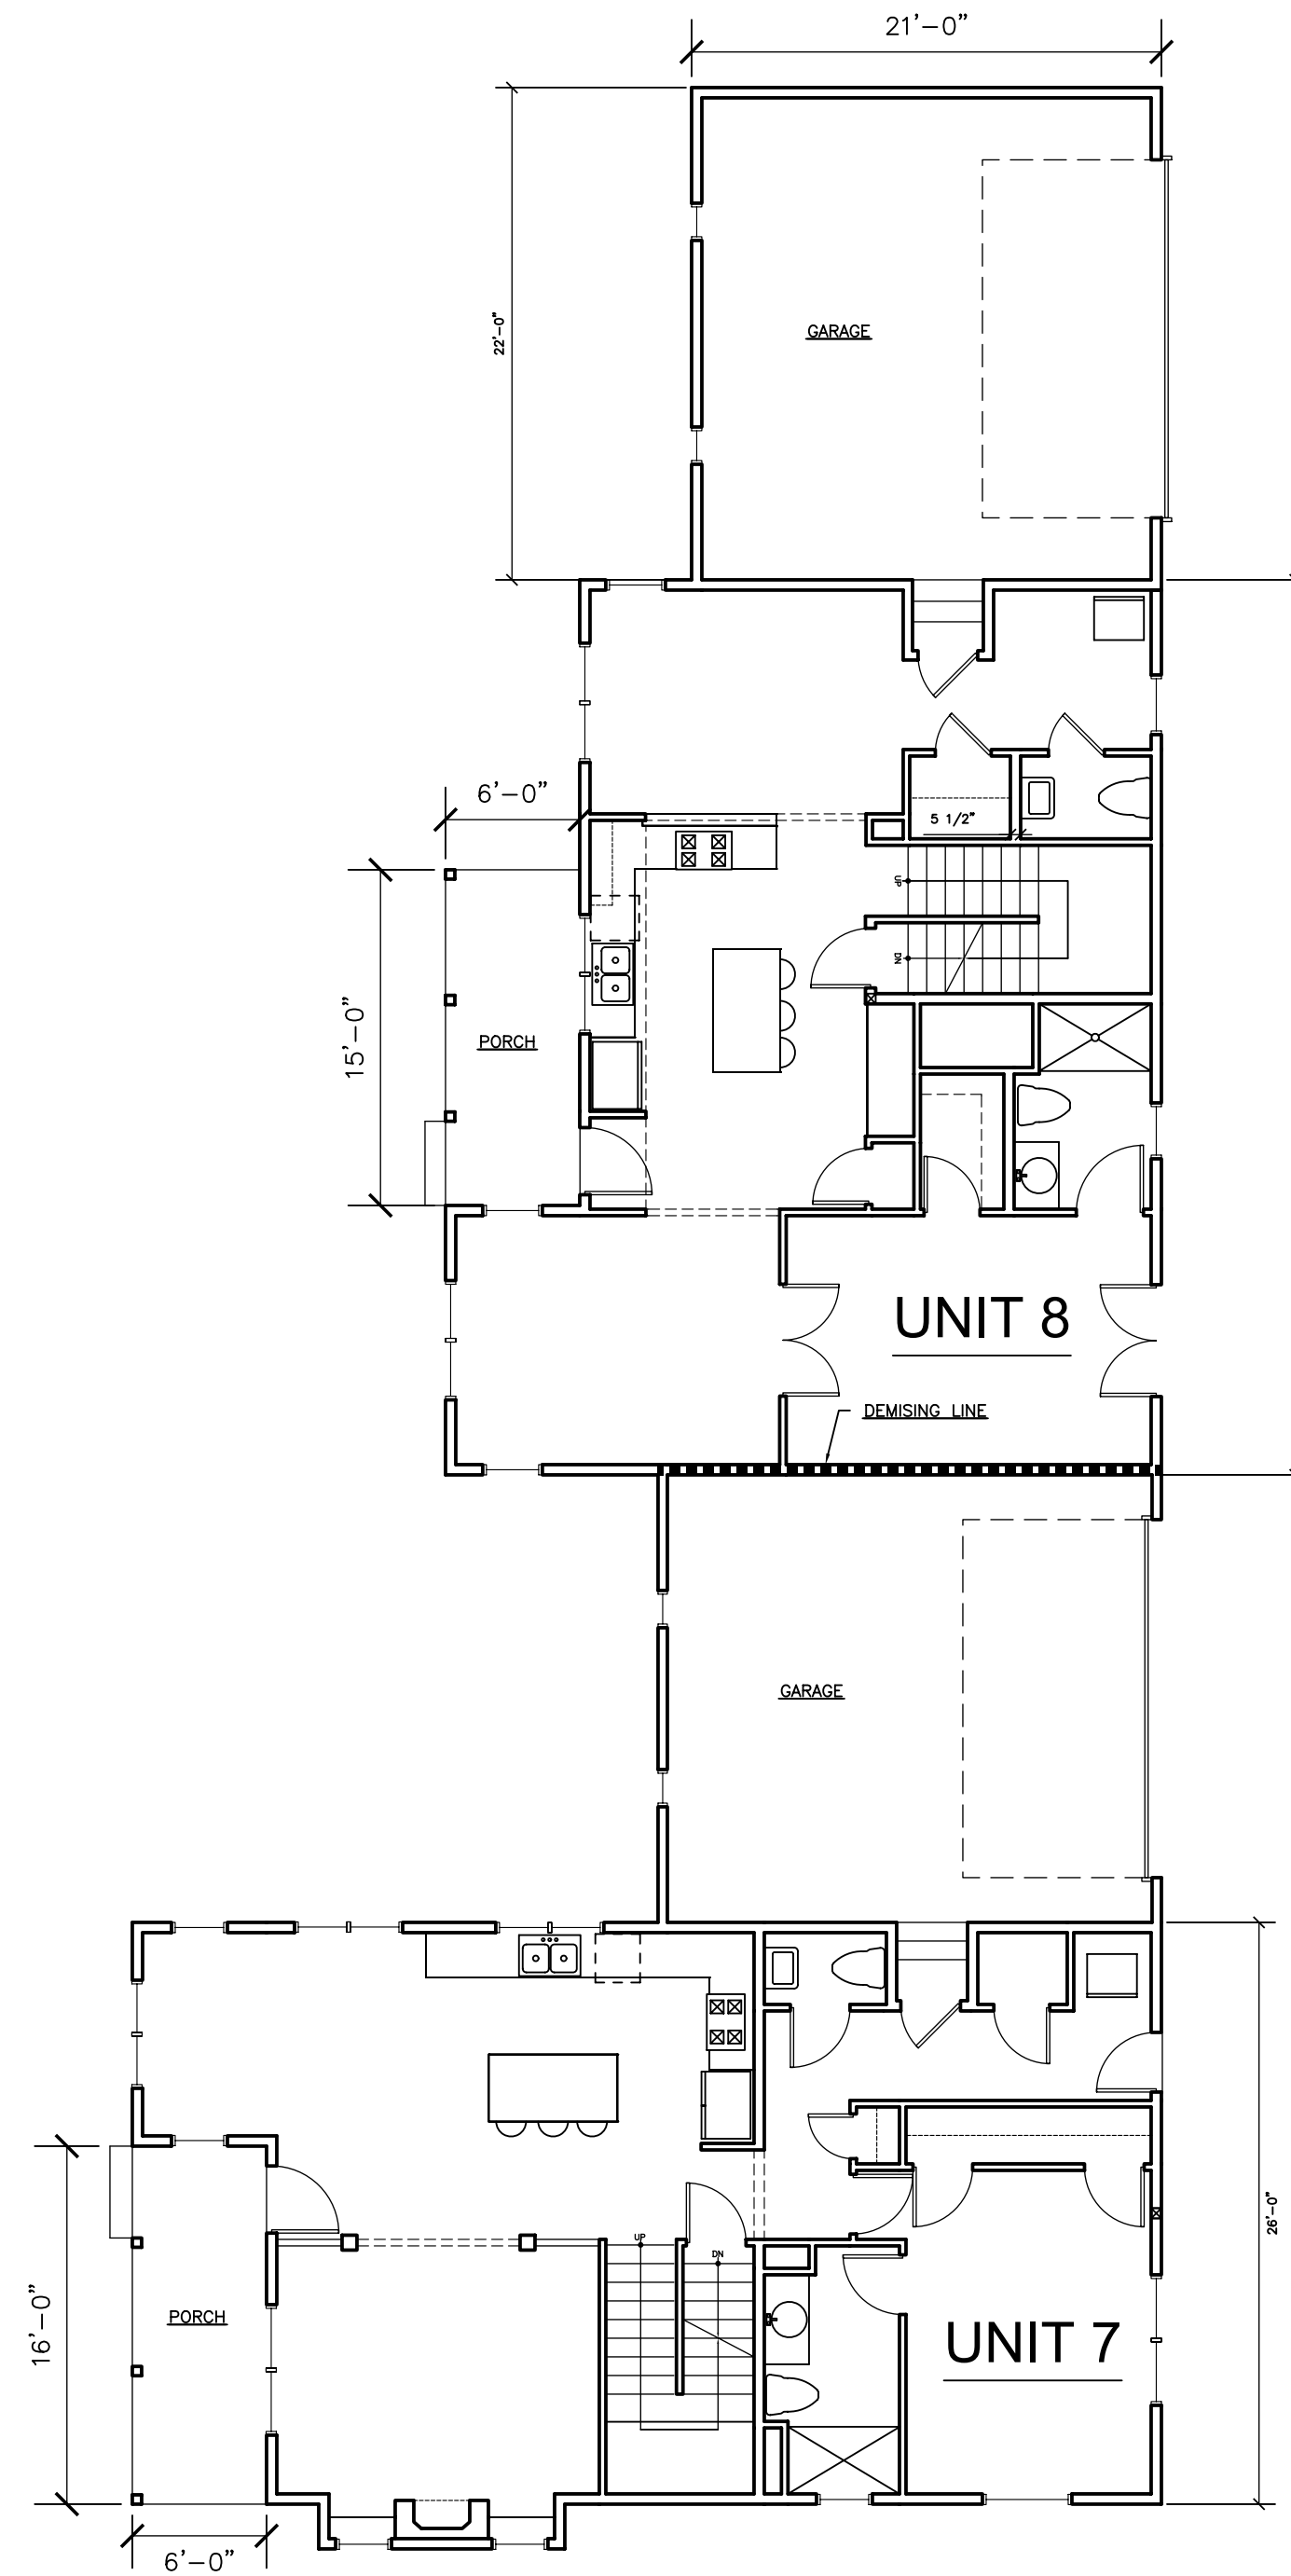 21'-0"
22'-0"
GARAGE
6'-0"
5 1/2"
UP
DN
15'-0"
PORCH
UNIT 8
DEMISING LINE
GARAGE
26'-0"
UP
DN
16'-0"
PORCH
UNIT 7
6'-0"